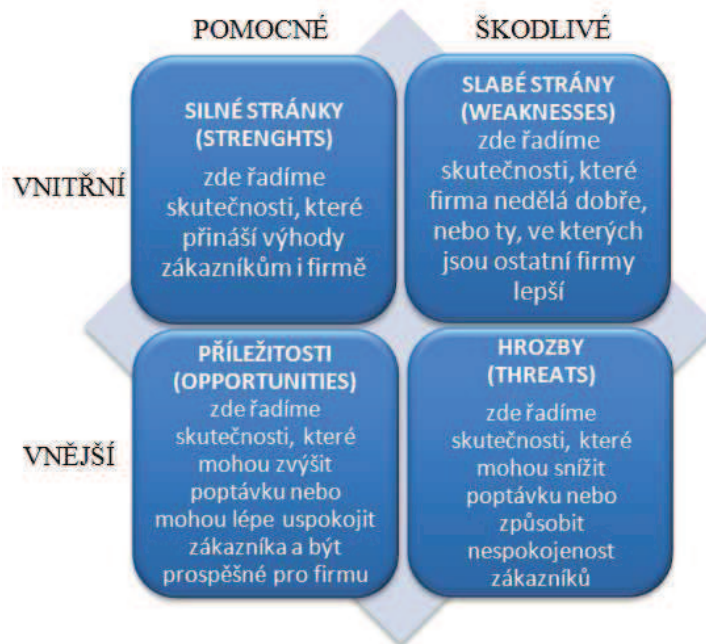 POMOCNÉ
ŠKODLIVÉ
VNITŘNÍ
SILNÉ STRÁNKY
(STRENGHTS)
zde řadíme
skutečnosti, které
přináší výhody
zákazníkům i firmě
SLABÉ STRÁNY
(WEAKNESSES)
zde řadíme
skutečnosti, které
firma nedělá dobře,
nebo ty, ve kterých
jsou ostatní firmy
lepší
VNĚJŠÍ
PŘÍLEŽITOSTI
(OPPORTUNITIES)
zde řadíme
skutečnosti, které
mohou zvýšit
poptávku nebo
mohou lépe uspokojit
zákazníka a být
prospěšné pro firmu
HROZBY
(THREATS)
zde řadíme
skutečnosti, které
mohou snížit
poptávku nebo
způsobit
nespokojenost
zákazníků